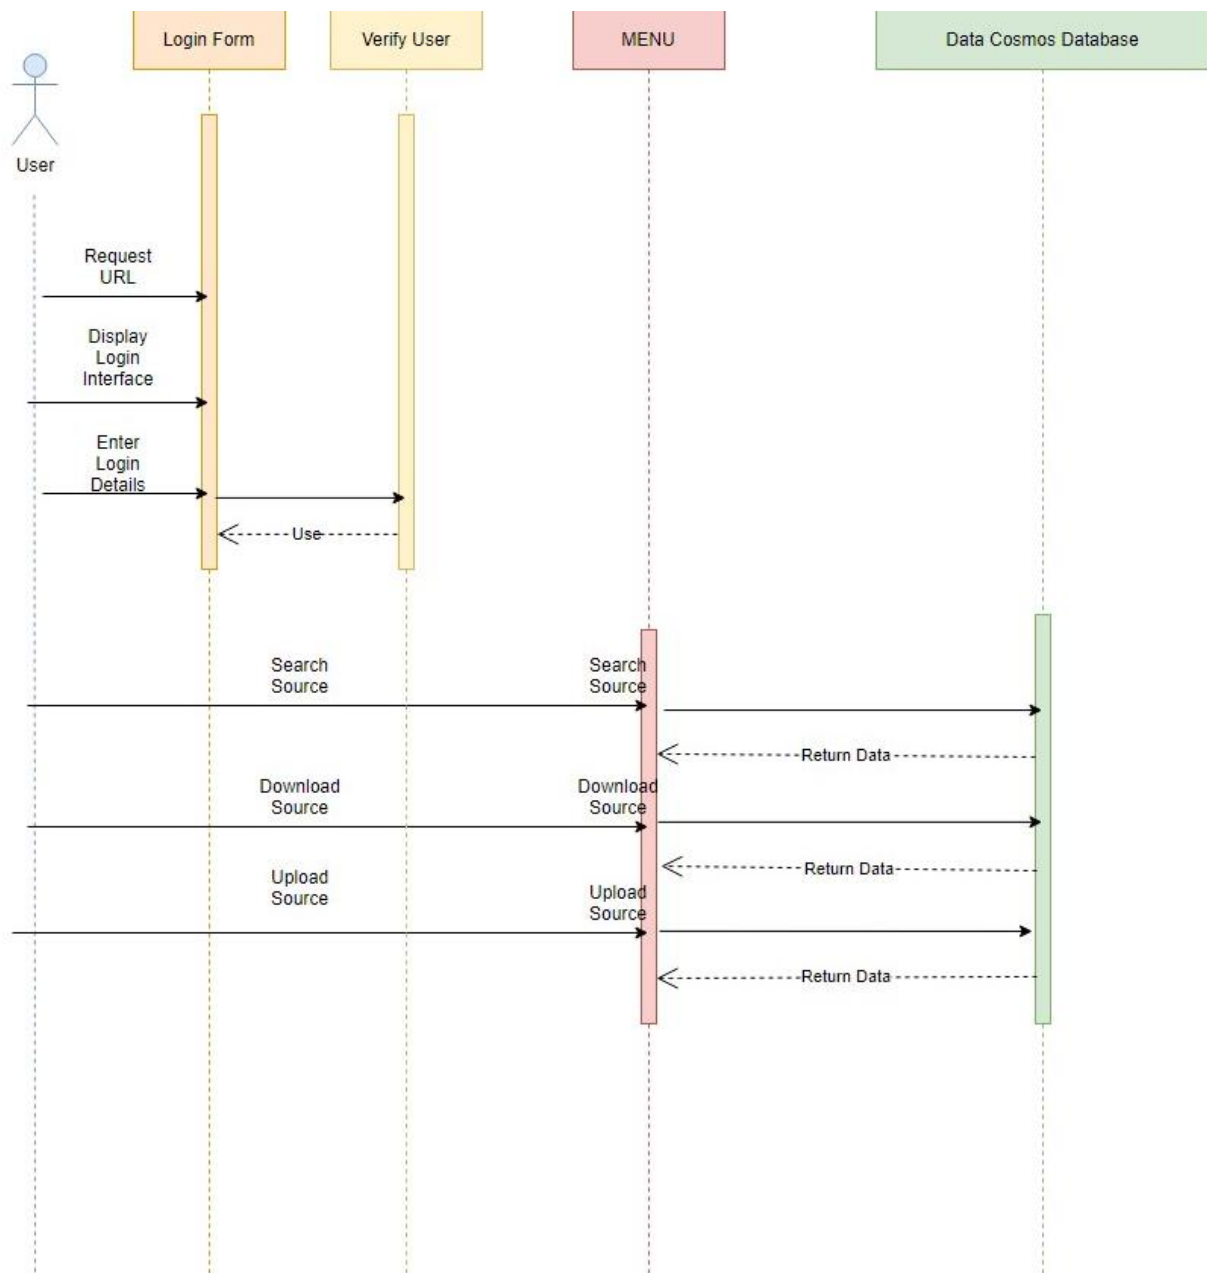 Login Form
Verify User
MENU
Data Cosmos Database
User
Request
URL
Display
Login
Interface
Enter
Login
Details
Use
Search
Source
Search
Source
Return Data
Download
Source
Download
Source
Return Data
Upload
Source
Upload
Source
Return Data